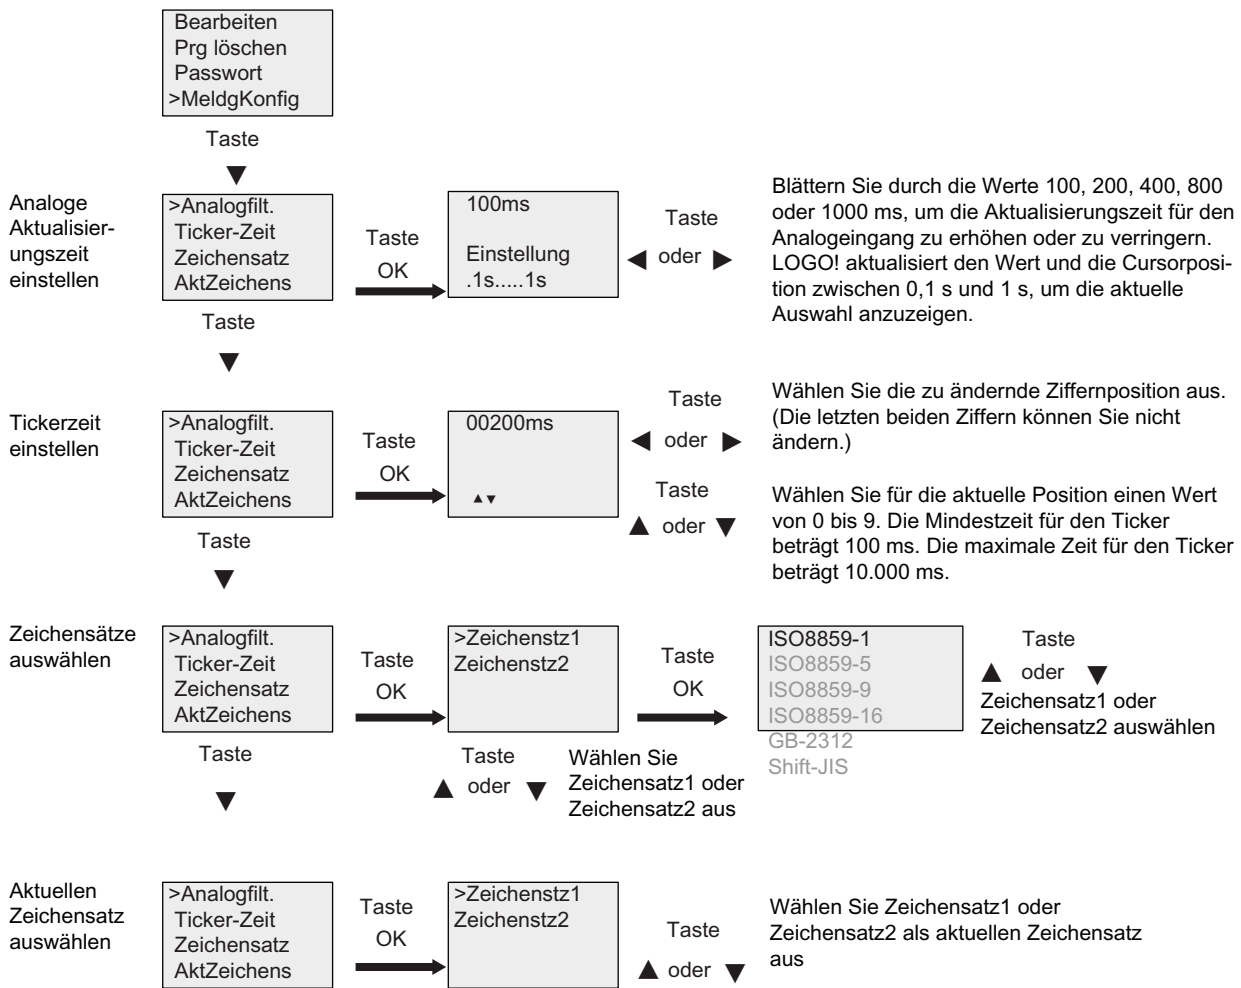 Bearbeiten
Prg löschen
Passwort
>MeldgKonfig
Taste
Analoge
Aktualisier-
ungszeit
einstellen
>Analogfilt.
Ticker-Zeit
Zeichensatz
AktZeichens
Taste
OK
100ms
Einstellung
.1s.....1s
Taste
◀ oder ▶
Blättern Sie durch die Werte 100, 200, 400, 800
oder 1000 ms, um die Aktualisierungszeit für den
Analogeingang zu erhöhen oder zu verringern.
LOGO! aktualisiert den Wert und die Cursorposi-
tion zwischen 0,1 s und 1 s, um die aktuelle
Auswahl anzuzeigen.
Taste
Tickerzeit
einstellen
>Analogfilt.
Ticker-Zeit
Zeichensatz
AktZeichens
Taste
OK
00200ms
▲▼
Taste
◀ oder ▶
Wählen Sie die zu ändernde Ziffernposition aus.
(Die letzten beiden Ziffern können Sie nicht
ändern.)
Taste
▲ oder ▼
Wählen Sie für die aktuelle Position einen Wert
von 0 bis 9. Die Mindestzeit für den Ticker
beträgt 100 ms. Die maximale Zeit für den Ticker
beträgt 10.000 ms.
Taste
Zeichensätze
auswählen
>Analogfilt.
Ticker-Zeit
Zeichensatz
AktZeichens
Taste
OK
>Zeichenstz1
Zeichenstz2
Taste
▲ oder ▼
Wählen Sie
Zeichensatz1 oder
Zeichensatz2 aus
Taste
OK
ISO8859-1
ISO8859-5
ISO8859-9
ISO8859-16
GB-2312
Shift-JIS
Taste
▲ oder ▼
Zeichensatz1 oder
Zeichensatz2 auswählen
Taste
Aktuellen
Zeichensatz
auswählen
>Analogfilt.
Ticker-Zeit
Zeichensatz
AktZeichens
Taste
OK
>Zeichenstz1
Zeichenstz2
Taste
▲ oder ▼
Wählen Sie Zeichensatz1 oder
Zeichensatz2 als aktuellen Zeichensatz
aus